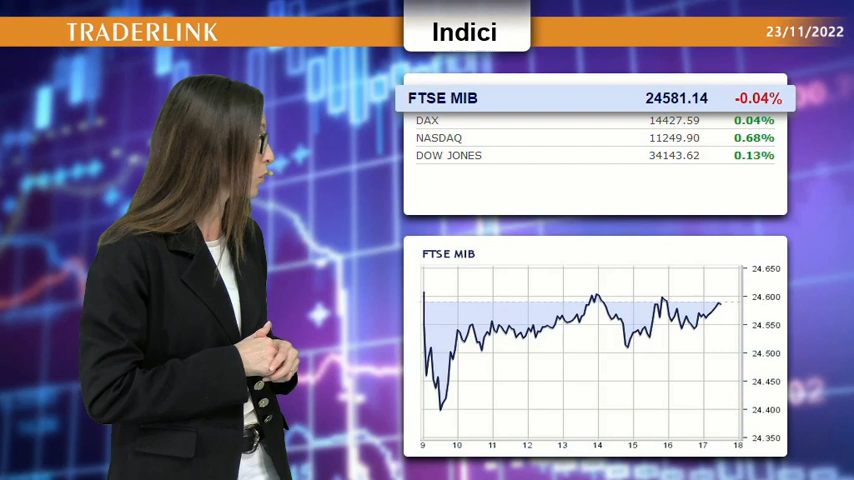 TRADERLINK
Indici
23/11/2022
FTSE MIB 24581.14 -0.04%
DAX 14427.59 0.04%
NASDAQ 11249.90 0.68%
DOW JONES 34143.62 0.13%
FTSE MIB
24.650
24.600
24.550
24.500
24.450
24.400
24.350
9 10 11 12 13 14 15 16 17 18